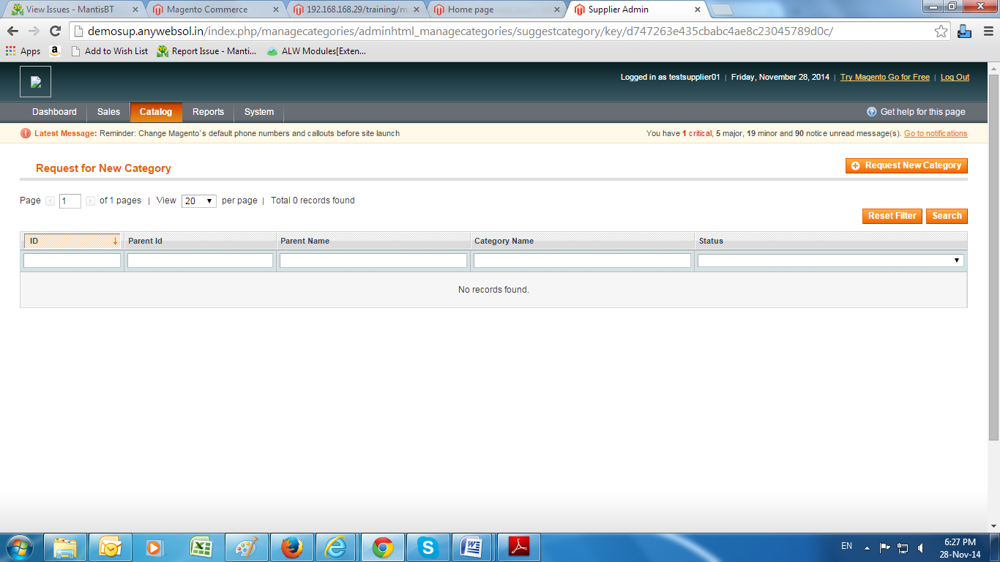 View Issues - MantisBT
Magento Commerce
192.168.168.29/training/m
Home page
Supplier Admin
demosup.anywebsol.in/index.php/managecategories/adminhtml_managecategories/suggestcategory/key/d747263e435cbabc4ae8c23045789d0c/
Apps a Add to Wish List Report Issue - Manti... ALW Modules[Exten...
Logged in as testsupplier01 | Friday, November 28, 2014 | Try Magento Go for Free | Log Out
Dashboard Sales Catalog Reports System Get help for this page
Latest Message: Reminder: Change Magento`s default phone numbers and callouts before site launch You have 1 critical, 5 major, 19 minor and 90 notice unread message(s). Go to notifications
Request for New Category Request New Category
Page 1 of 1 pages | View 20 per page | Total 0 records found
Reset Filter Search
ID Parent Id Parent Name Category Name Status
No records found.
EN 6:27 PM
28-Nov-14